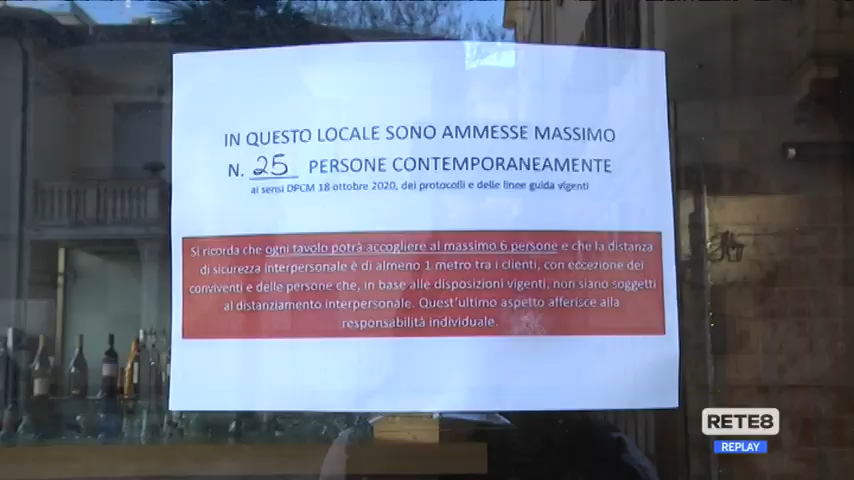 IN QUESTO LOCALE SONO AMMESSE MASSIMO
N. 25 PERSONE CONTEMPORANEAMENTE
ai sensi DPCM 18 ottobre 2020, dei protocolli e delle linee guida vigenti
Si ricorda che ogni tavolo potrà accogliere al massimo 6 persone e che la distanza
di sicurezza interpersonale è di almeno 1 metro tra i clienti, con eccezione dei
conviventi e delle persone che, in base alle disposizioni vigenti, non siano soggetti
al distanziamento interpersonale. Quest'ultimo aspetto afferisce alla
responsabilità individuale.
RETE8
REPLAY